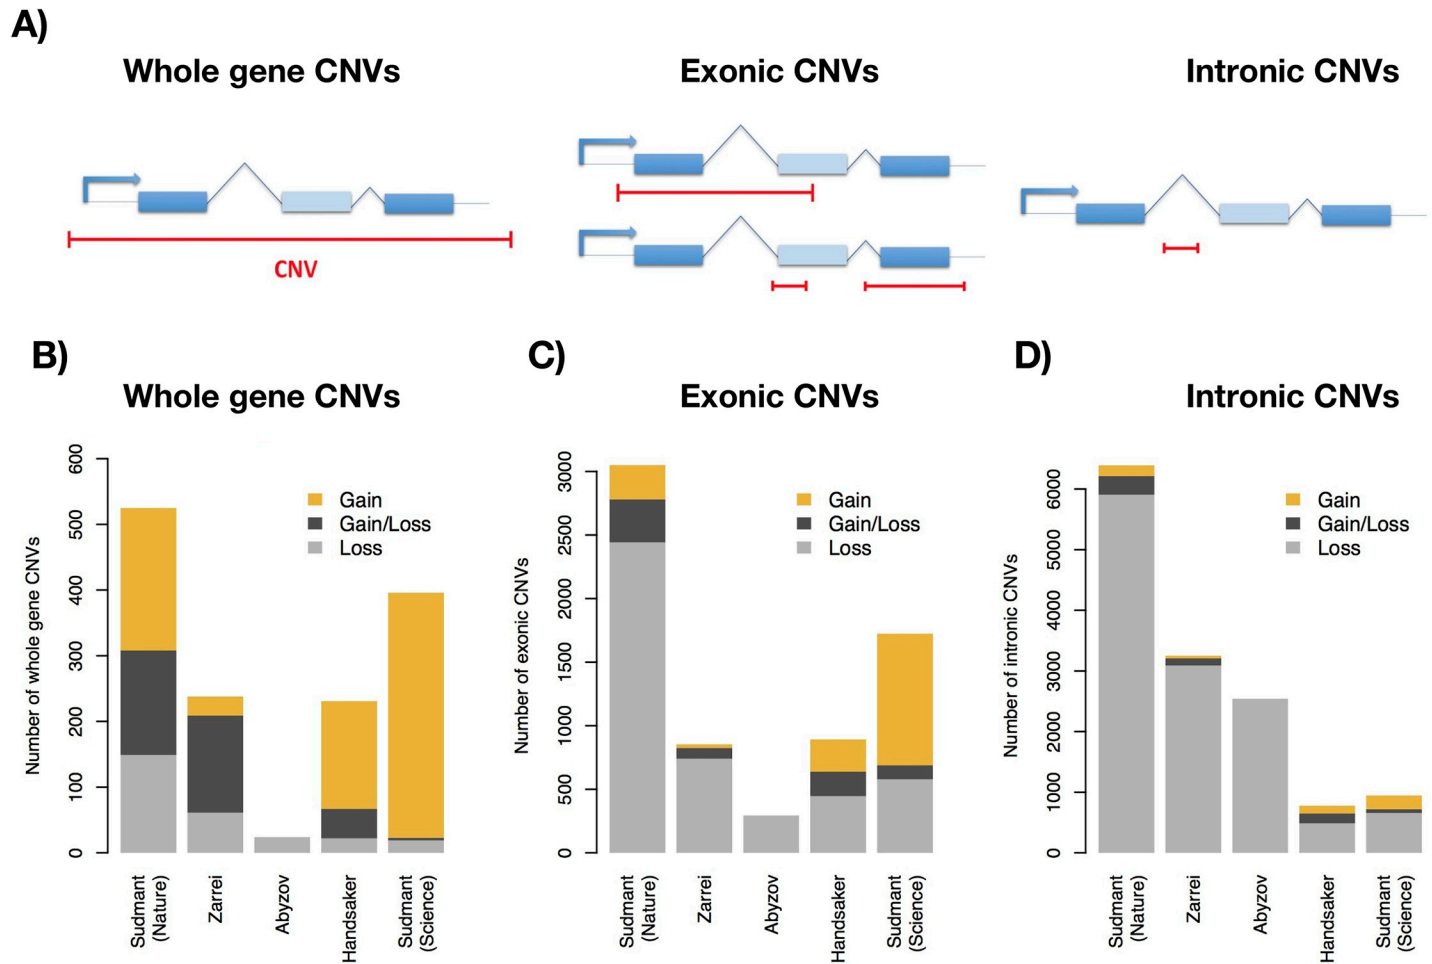 A)
Whole gene CNVs
Exonic CNVs
Intronic CNVs
CNV
B)
Whole gene CNVs
Number of whole gene CNVs
600
500
400
300
200
100
0
Gain
Gain/Loss
Loss
Sudmant
(Nature)
Zarrei
Abyzov
Handsaker
Sudmant
(Science)
C)
Exonic CNVs
Number of exonic CNVs
3000
2500
2000
1500
1000
500
0
Gain
Gain/Loss
Loss
Sudmant
(Nature)
Zarrei
Abyzov
Handsaker
Sudmant
(Science)
D)
Intronic CNVs
Number of intronic CNVs
6000
5000
4000
3000
2000
1000
0
Gain
Gain/Loss
Loss
Sudmant
(Nature)
Zarrei
Abyzov
Handsaker
Sudmant
(Science)